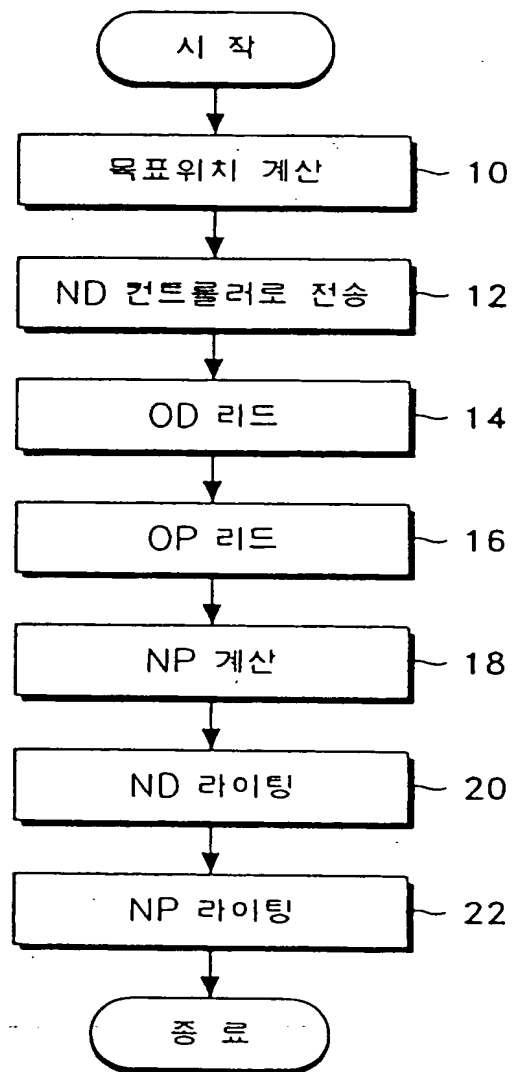 시 작
목표위치 계산 10
ND 컨트롤러로 전송 12
OD 리드 14
OP 리드 16
NP 계산 18
ND 라이팅 20
NP 라이팅 22
종 료